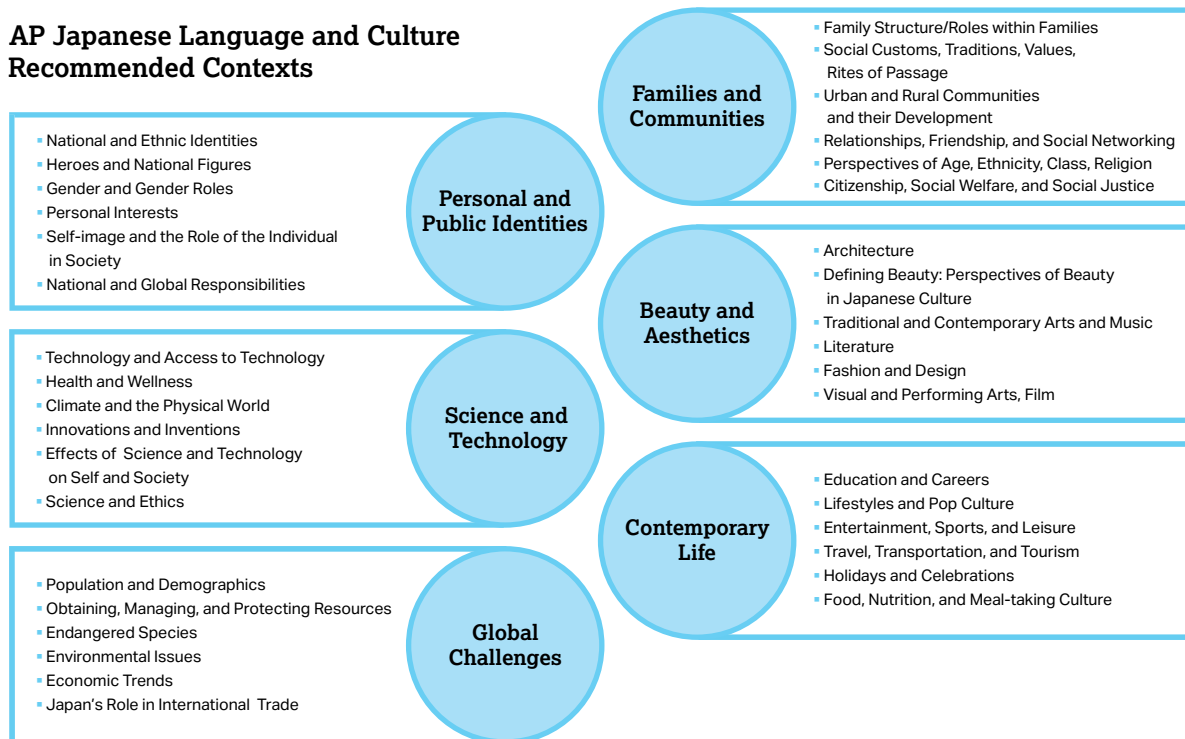 AP Japanese Language and Culture
Recommended Contexts
Personal and
Public Identities
▪ National and Ethnic Identities
▪ Heroes and National Figures
▪ Gender and Gender Roles
▪ Personal Interests
▪ Self-image and the Role of the Individual
in Society
▪ National and Global Responsibilities
Science and
Technology
▪ Technology and Access to Technology
▪ Health and Wellness
▪ Climate and the Physical World
▪ Innovations and Inventions
▪ Effects of Science and Technology
on Self and Society
▪ Science and Ethics
Global
Challenges
▪ Population and Demographics
▪ Obtaining, Managing, and Protecting Resources
▪ Endangered Species
▪ Environmental Issues
▪ Economic Trends
▪ Japan’s Role in International Trade
Families and
Communities
▪ Family Structure/Roles within Families
▪ Social Customs, Traditions, Values,
Rites of Passage
▪ Urban and Rural Communities
and their Development
▪ Relationships, Friendship, and Social Networking
▪ Perspectives of Age, Ethnicity, Class, Religion
▪ Citizenship, Social Welfare, and Social Justice
Beauty and
Aesthetics
▪ Architecture
▪ Defining Beauty: Perspectives of Beauty
in Japanese Culture
▪ Traditional and Contemporary Arts and Music
▪ Literature
▪ Fashion and Design
▪ Visual and Performing Arts, Film
Contemporary
Life
▪ Education and Careers
▪ Lifestyles and Pop Culture
▪ Entertainment, Sports, and Leisure
▪ Travel, Transportation, and Tourism
▪ Holidays and Celebrations
▪ Food, Nutrition, and Meal-taking Culture